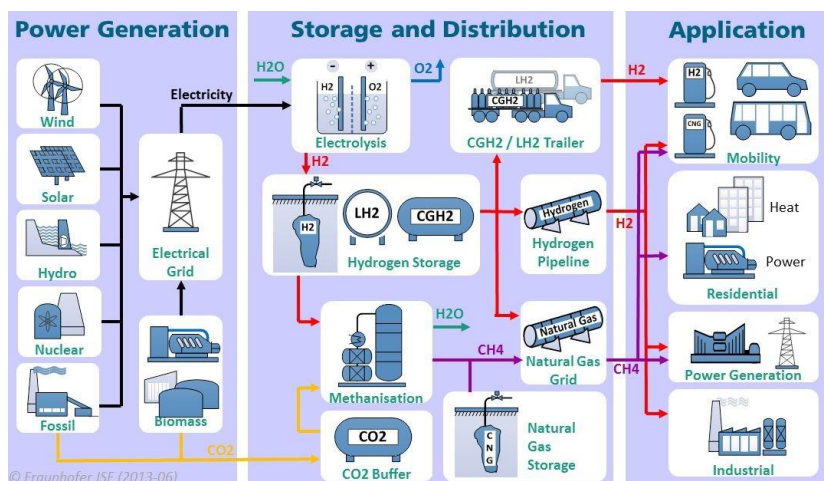 Power Generation
Wind
Solar
Hydro
Nuclear
Fossil
Electrical
Grid
Biomass
CO2
© Fraunhofer ISE (2013-06)
Electricity
Storage and Distribution
H2O
-
+
O2
H2
O2
Electrolysis
LH2
CGH2
CGH2 / LH2 Trailer
H2
H2
LH2
CGH2
Hydrogen Storage
Hydrogen
Hydrogen
Pipeline
H2O
Methanisation
CH4
Natural Gas
Natural Gas
Grid
CO2
CO2 Buffer
C
N
G
Natural
Gas
Storage
Application
H2
H2
CNG
Mobility
H2
Heat
Power
Residential
CH4
Power Generation
Industrial